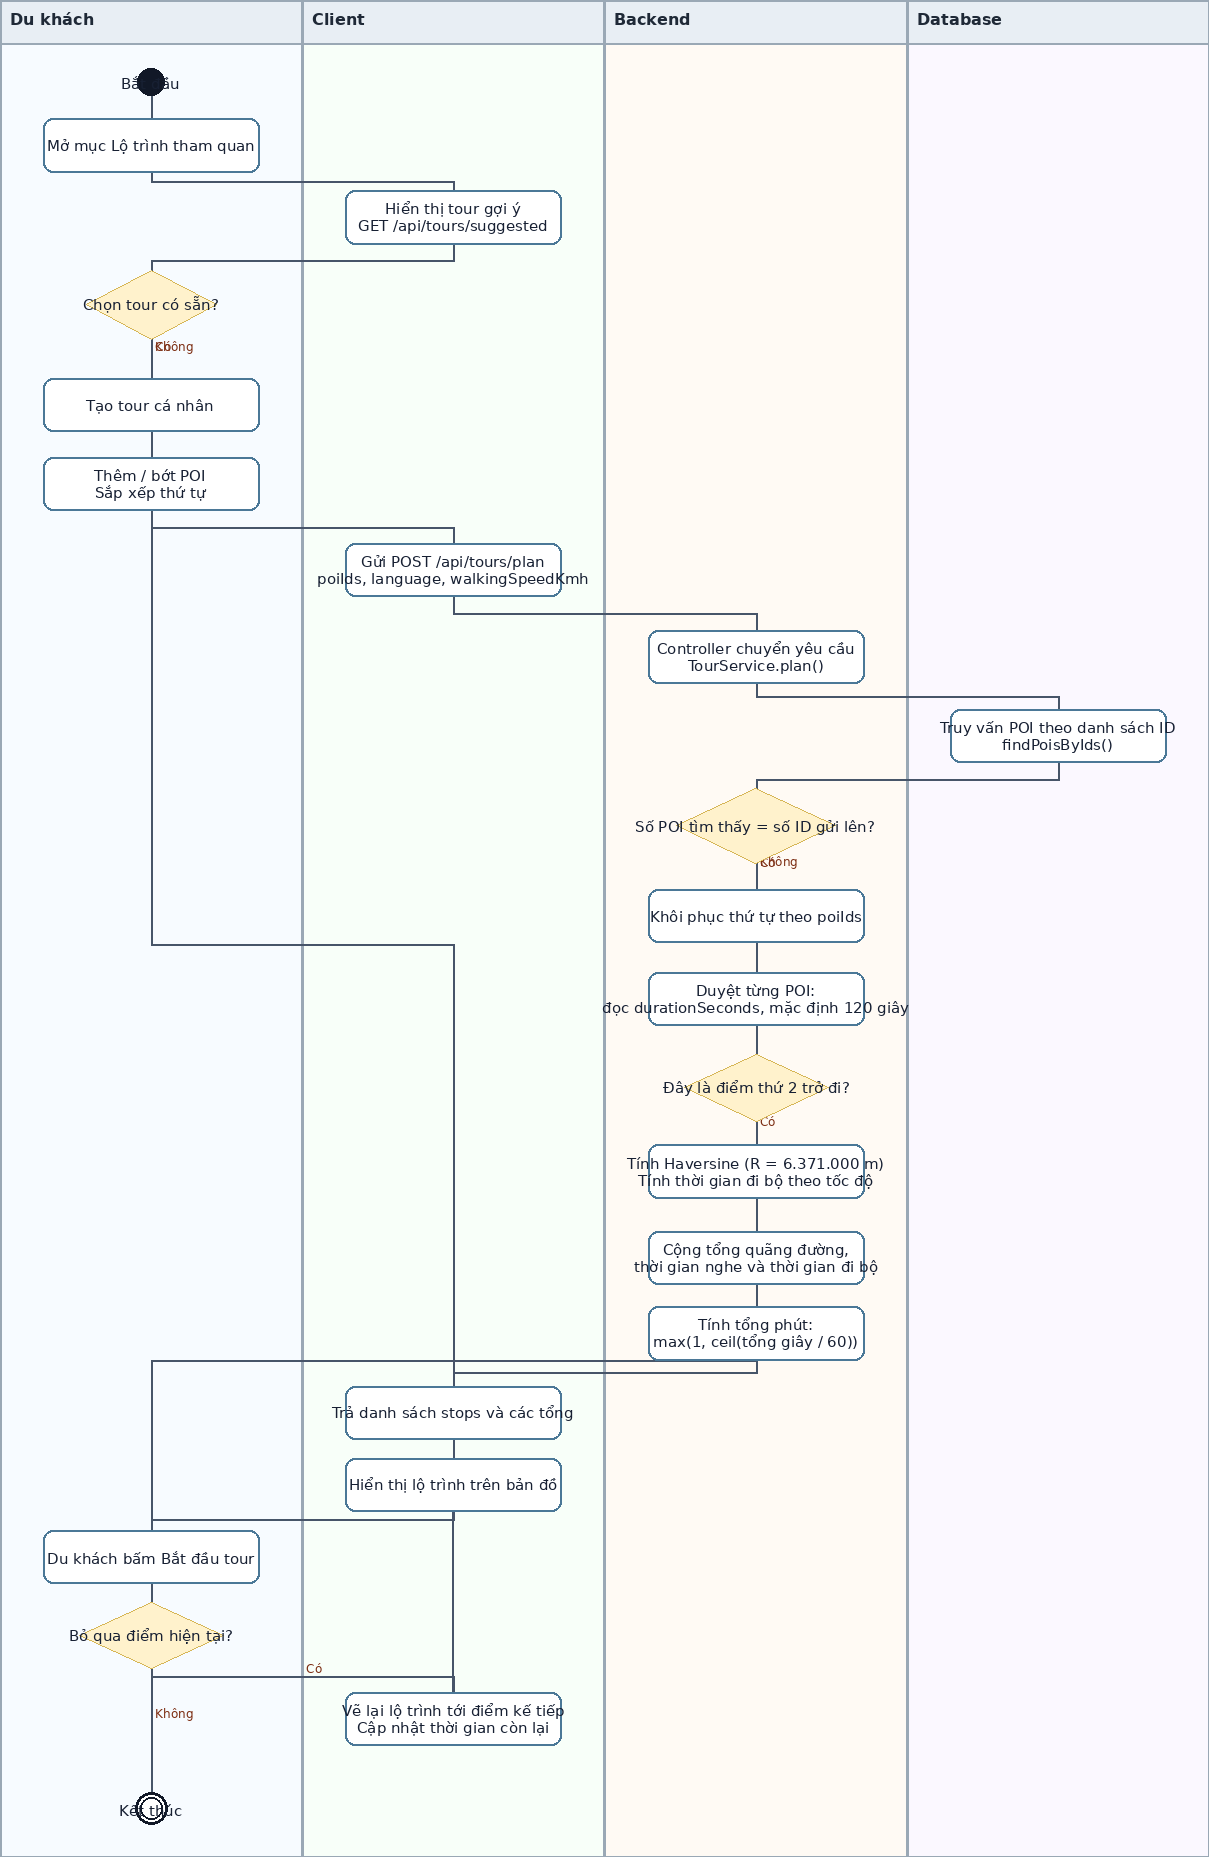 Du khách
Client
Backend
Database
Bắt đầu
Mở mục Lộ trình tham quan
Hiển thị tour gợi ý
GET /api/tours/suggested
Chọn tour có sẵn?
Có
Không
Tạo tour cá nhân
Thêm / bớt POI
Sắp xếp thứ tự
Gửi POST /api/tours/plan
poiIds, language, walkingSpeedKmh
Controller chuyển yêu cầu
TourService.plan()
Truy vấn POI theo danh sách ID
findPoisByIds()
Số POI tìm thấy = số ID gửi lên?
Có
Không
Khôi phục thứ tự theo poiIds
Duyệt từng POI:
đọc durationSeconds, mặc định 120 giây
Đây là điểm thứ 2 trở đi?
Có
Tính Haversine (R = 6.371.000 m)
Tính thời gian đi bộ theo tốc độ
Cộng tổng quãng đường,
thời gian nghe và thời gian đi bộ
Tính tổng phút:
max(1, ceil(tổng giây / 60))
Trả danh sách stops và các tổng
Hiển thị lộ trình trên bản đồ
Du khách bấm Bắt đầu tour
Bỏ qua điểm hiện tại?
Có
Không
Vẽ lại lộ trình tới điểm kế tiếp
Cập nhật thời gian còn lại
Kết thúc